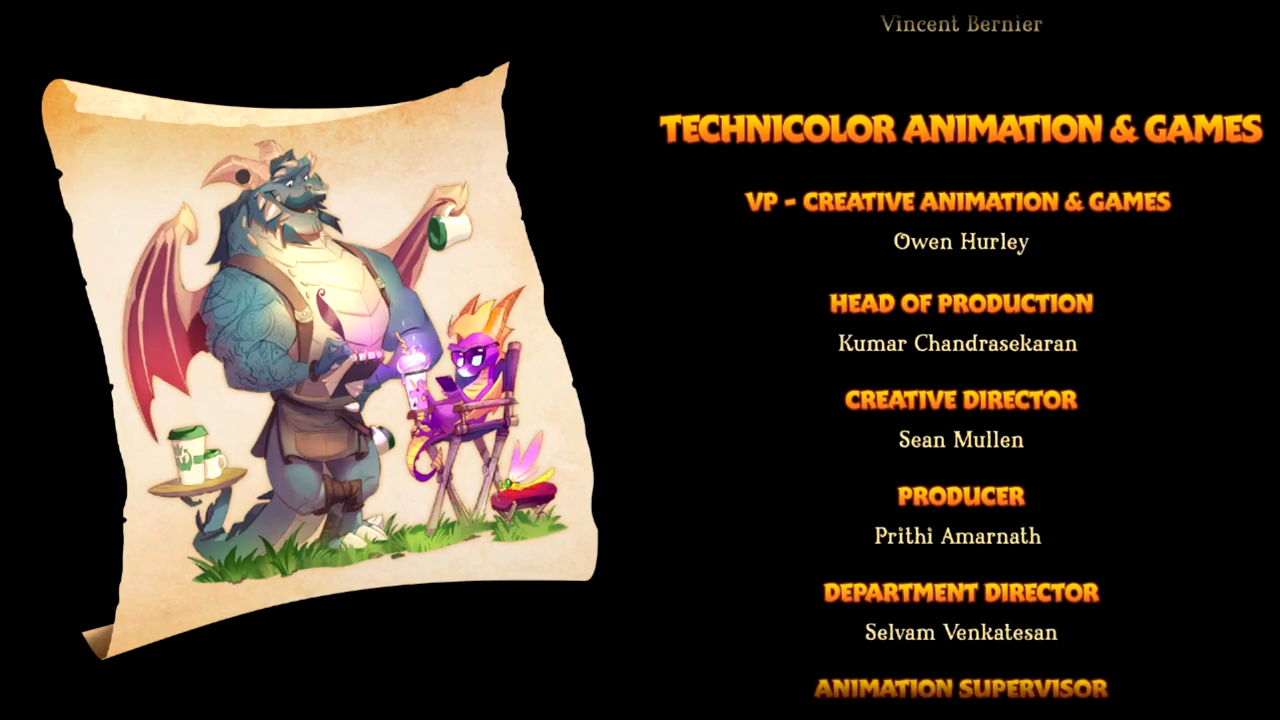 Vincent Bernier
TECHNICOLOR ANIMATION & GAMES
VP - CREATIVE ANIMATION & GAMES
Owen Hurley
HEAD OF PRODUCTION
Kumar Chandrasekaran
CREATIVE DIRECTOR
Sean Mullen
PRODUCER
Prithi Amarnath
DEPARTMENT DIRECTOR
Selvam Venkatesan
ANIMATION SUPERVISOR